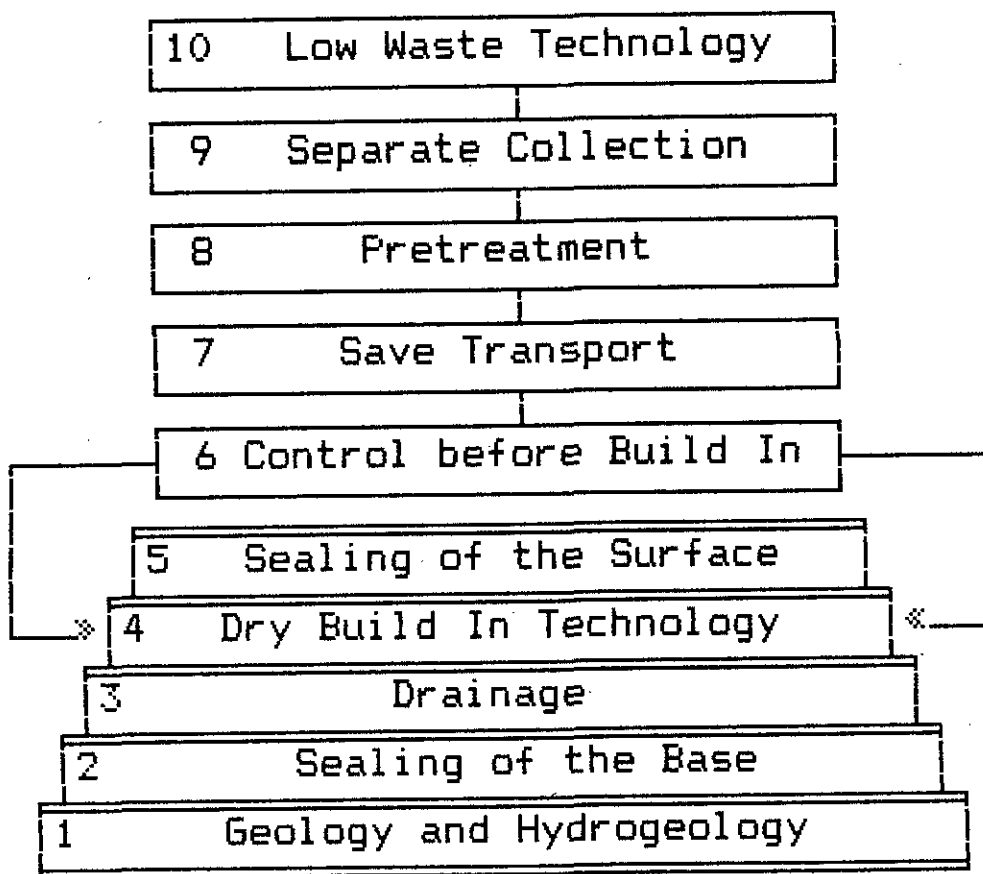 10 Low Waste Technology
9 Separate Collection
8 Pretreatment
7 Save Transport
6 Control before Build In
5 Sealing of the Surface
4 Dry Build In Technology
3 Drainage
2 Sealing of the Base
1 Geology and Hydrogeology